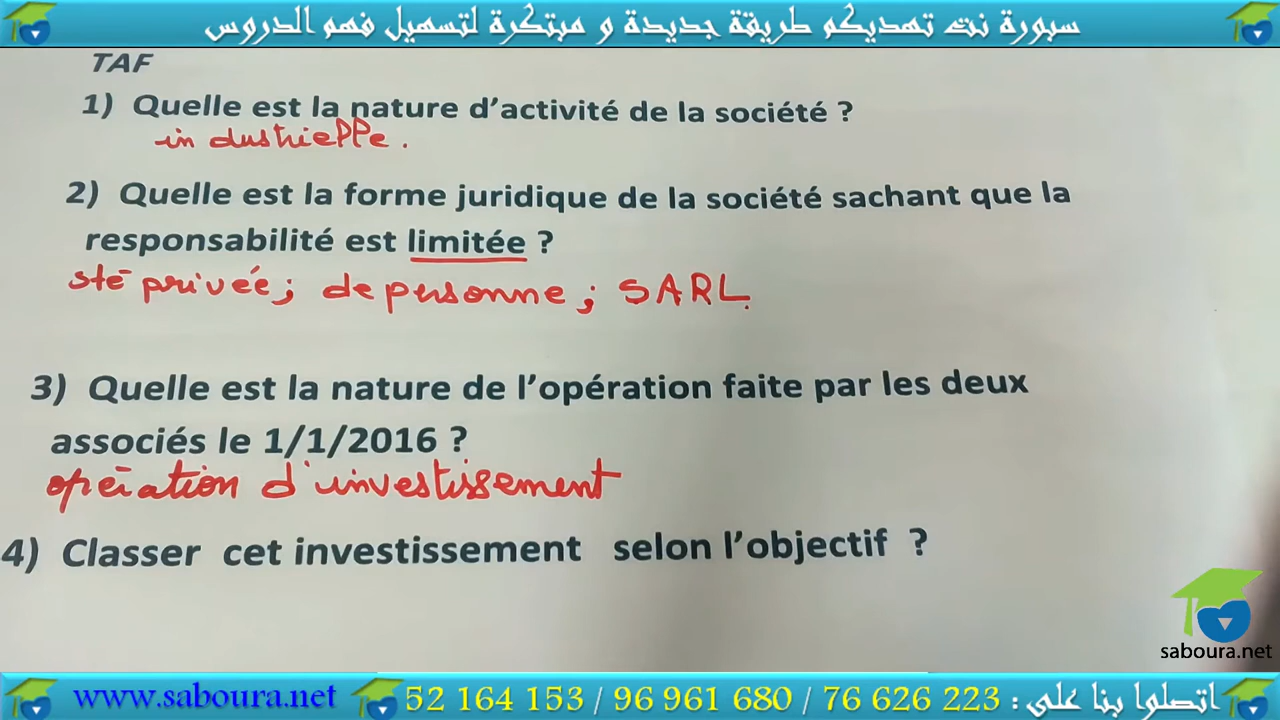 سبورة نت تهديكم طريقة جديدة و مبتكرة لتسهيل فهم الدروس
TAF
1) Quelle est la nature d'activité de la société ?
industrielle.
2) Quelle est la forme juridique de la société sachant que la
responsabilité est limitée ?
sté privée; de personne; SARL.
3) Quelle est la nature de l'opération faite par les deux
associés le 1/1/2016 ?
opération d'investissement
4) Classer cet investissement selon l'objectif ?
saboura.net
www.saboura.net 52 164 153 / 96 961 680 / 76 626 223 : اتصلوا بنا على